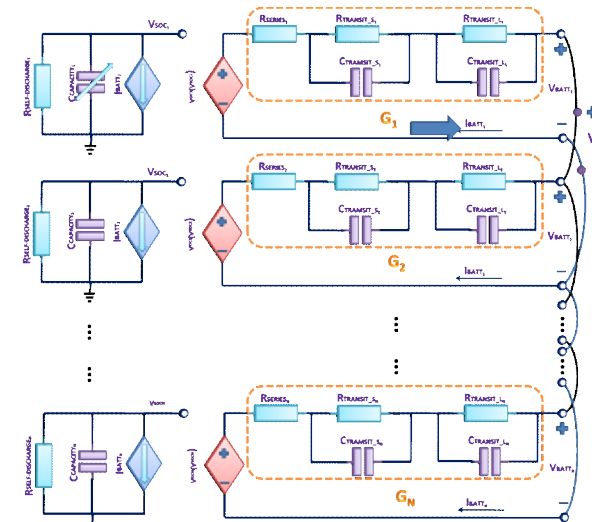 VSOC₁
RSELF-DISCHARGE₁
CCAPACITY₁
IBATT₁
RSERIES₁
RTRANSIT_S₁
RTRANSIT_L₁
CTRANSIT_S₁
CTRANSIT_L₁
+
−
G1
IBATT₁
VBATT₁
+
−
+
V
VSOC₂
RSELF-DISCHARGE₂
CCAPACITY₂
IBATT₂
RSERIES₂
RTRANSIT_S₂
RTRANSIT_L₂
CTRANSIT_S₂
CTRANSIT_L₂
+
−
G2
IBATT₂
VBATT₂
+
−
RSELF-DISCHARGEₙ
CCAPACITYₙ
IBATTₙ
RSERIESₙ
RTRANSIT_Sₙ
RTRANSIT_Lₙ
CTRANSIT_Sₙ
CTRANSIT_Lₙ
+
−
GN
IBATTₙ
VBATTₙ
+
−